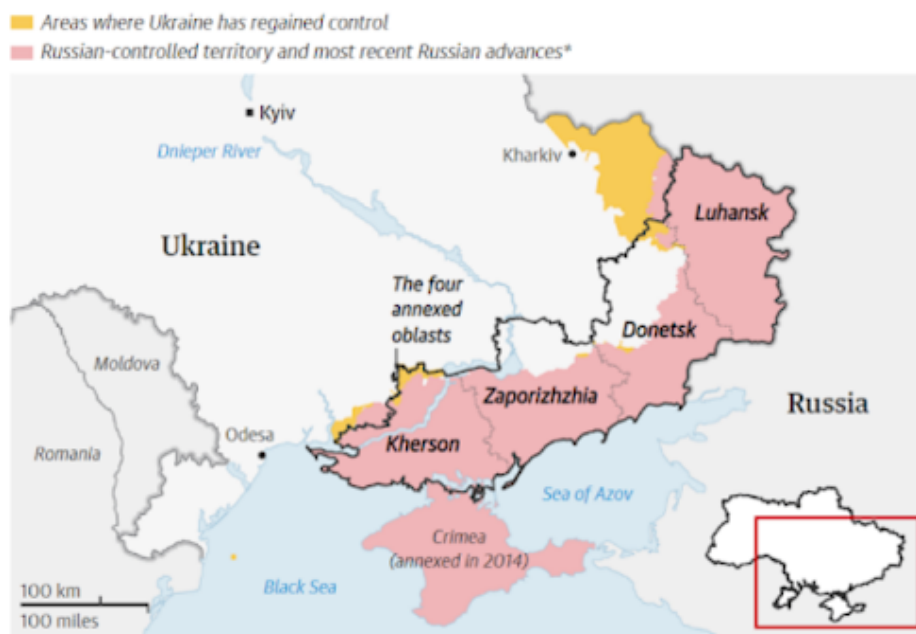 Areas where Ukraine has regained control
Russian-controlled territory and most recent Russian advances*
Kyiv
Dnieper River
Kharkiv
Luhansk
Ukraine
The four
annexed
oblasts
Donetsk
Moldova
Zaporizhzhia
Russia
Odesa
Kherson
Romania
Sea of Azov
Crimea
(annexed in 2014)
Black Sea
100 km
100 miles